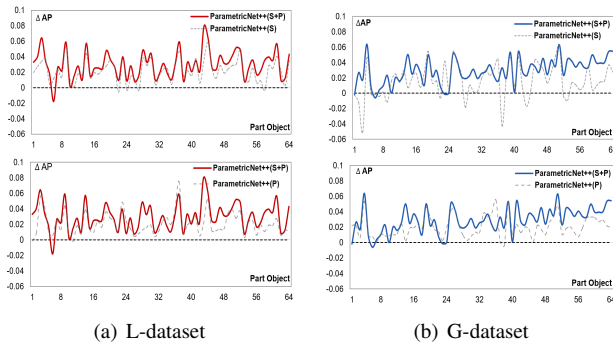 Δ AP
0.1
0.08
0.06
0.04
0.02
0
0.02
0.04
0.06
ParametricNet++(S+P)
ParametricNet++(S)
Part Object
1 8 16 24 32 40 48 56 64
Δ AP
0.1
0.08
0.06
0.04
0.02
0
0.02
0.04
0.06
ParametricNet++(S+P)
ParametricNet++(P)
Part Object
1 8 16 24 32 40 48 56 64
(a) L-dataset
Δ AP
0.1
0.08
0.06
0.04
0.02
0
0.02
0.04
0.06
ParametricNet++(S+P)
ParametricNet++(S)
Part Object
1 8 16 24 32 40 48 56 64
Δ AP
0.1
0.08
0.06
0.04
0.02
0
0.02
0.04
0.06
ParametricNet++(S+P)
ParametricNet++(P)
Part Object
1 8 16 24 32 40 48 56 64
(b) G-dataset